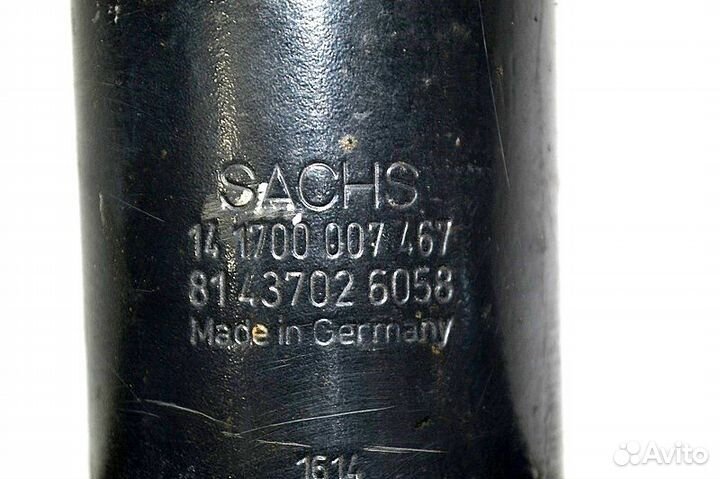 SACHS
14 1700 007 467
81 43702 6058
Made in Germany
1614
Avito